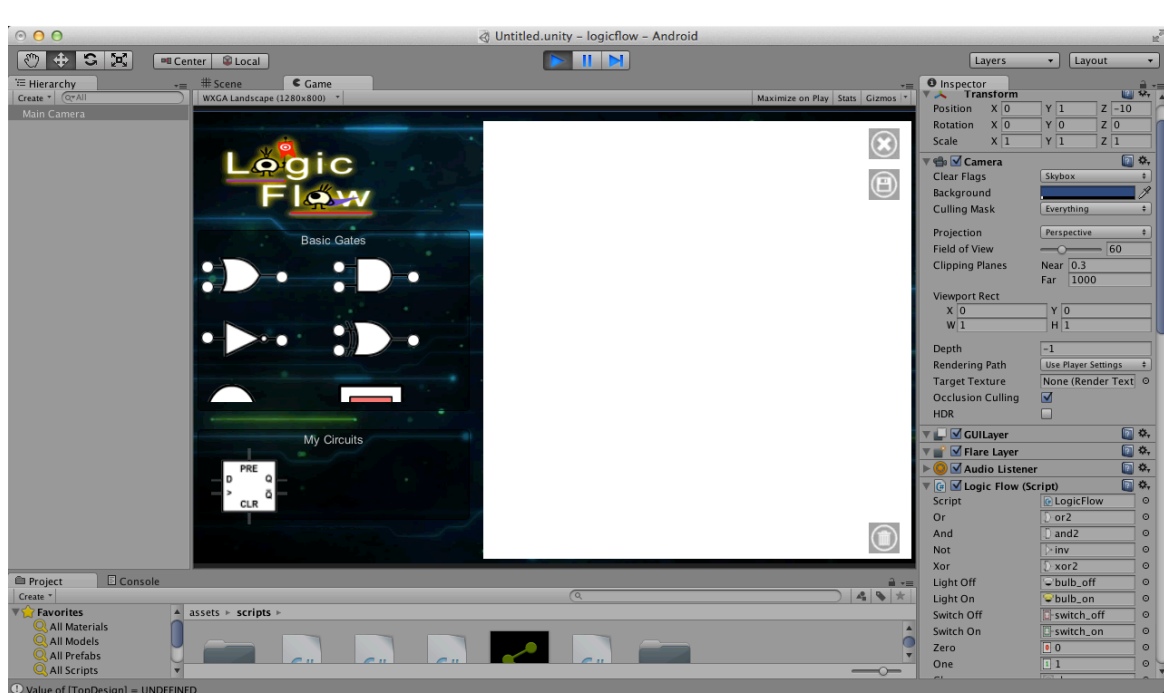 Untitled.unity – logicflow – Android
Center Local Layers Layout
Hierarchy
Create All
Main Camera
Scene Game
WXGA Landscape (1280x800) Maximize on Play Stats Gizmos
Logic
Flow
Basic Gates
My Circuits
PRE
D Q
> Q̅
CLR
Inspector
Transform
Position X 0 Y 1 Z -10
Rotation X 0 Y 0 Z 0
Scale X 1 Y 1 Z 1
Camera
Clear Flags Skybox
Background
Culling Mask Everything
Projection Perspective
Field of View 60
Clipping Planes Near 0.3
Far 1000
Viewport Rect
X 0 Y 0
W 1 H 1
Depth -1
Rendering Path Use Player Settings
Target Texture None (Render Text
Occlusion Culling
HDR
GUILayer
Flare Layer
Audio Listener
Logic Flow (Script)
Script LogicFlow
Or or2
And and2
Not inv
Xor xor2
Light Off bulb_off
Light On bulb_on
Switch Off switch_off
Switch On switch_on
Zero 0
One 1
Project Console
Create
Favorites
All Materials
All Models
All Prefabs
All Scripts
assets ▸ scripts ▸
Value of [TopDesign] = UNDEFINED